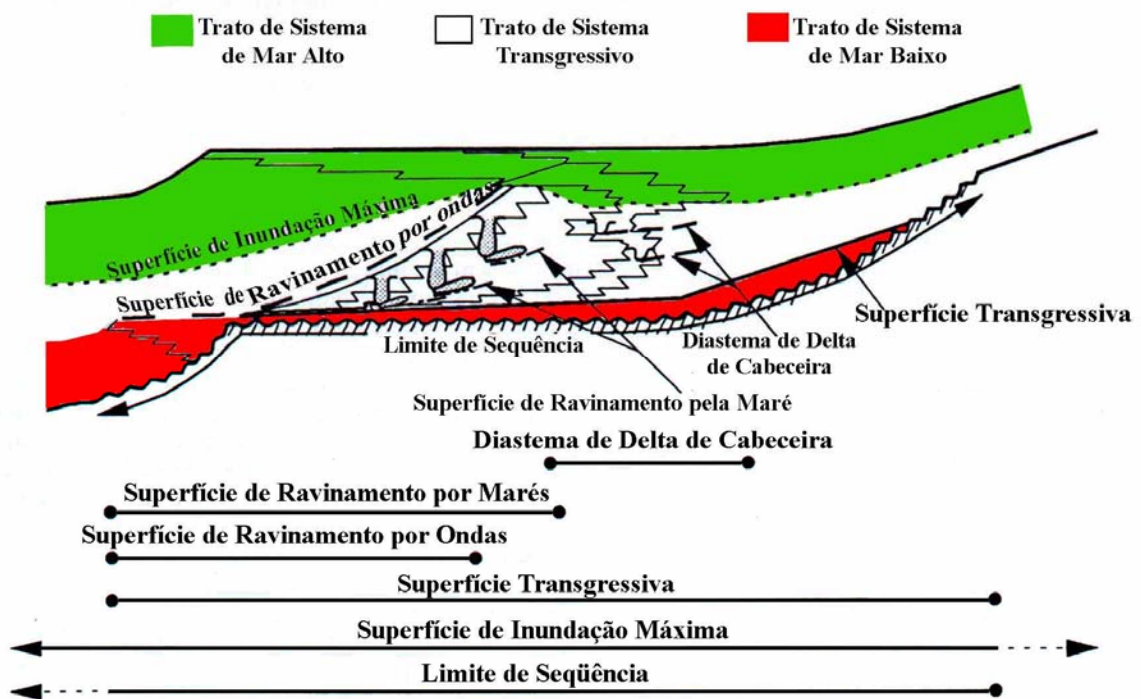 Trato de Sistema
de Mar Alto
Trato de Sistema
Transgressivo
Trato de Sistema
de Mar Baixo
Superfície de Inundação Máxima
Superfície de Ravinamento por ondas
Superfície Transgressiva
Limite de Sequência
Diastema de Delta
de Cabeceira
Superfície de Ravinamento pela Maré
Diastema de Delta de Cabeceira
Superfície de Ravinamento por Marés
Superfície de Ravinamento por Ondas
Superfície Transgressiva
Superfície de Inundação Máxima
Limite de Seqüência